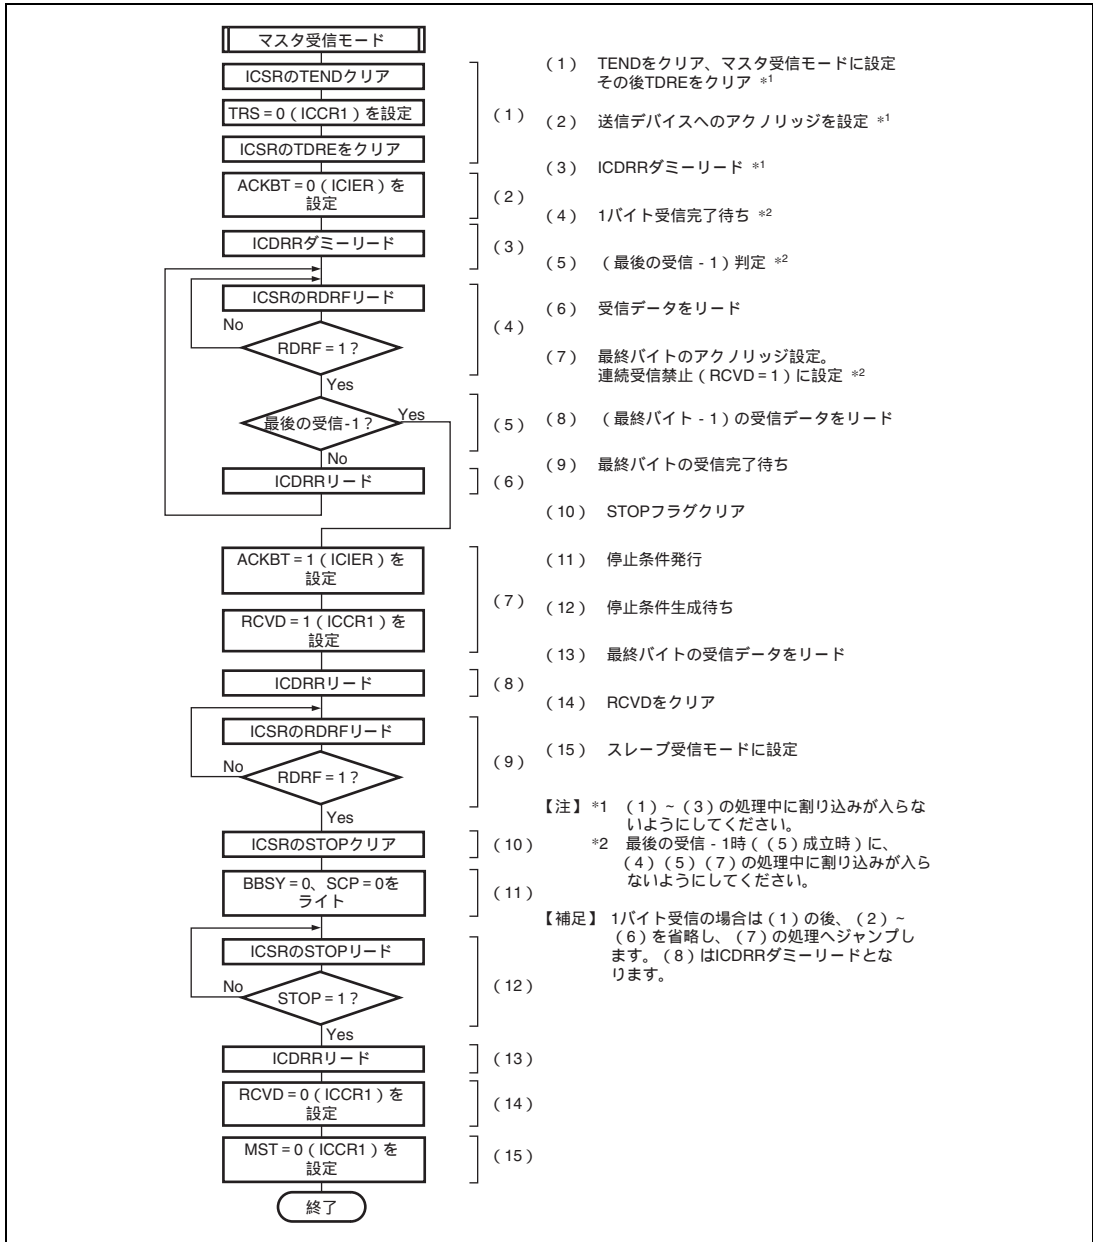 マスタ受信モード
ICSRのTENDクリア
TRS = 0 ( ICCR1 ) を設定
ICSRのTDREをクリア
( 1 )
ACKBT = 0 ( ICIER ) を
設定
( 2 )
ICDRRダミーリード
( 3 )
ICSRのRDRFリード
No
RDRF = 1 ?
( 4 )
Yes
最後の受信-1?
Yes
( 5 )
No
ICDRRリード
( 6 )
ACKBT = 1 ( ICIER ) を
設定
RCVD = 1 ( ICCR1 ) を
設定
( 7 )
ICDRRリード
( 8 )
ICSRのRDRFリード
No
RDRF = 1 ?
( 9 )
Yes
ICSRのSTOPクリア
( 10 )
BBSY = 0、SCP = 0を
ライト
( 11 )
ICSRのSTOPリード
No
STOP = 1 ?
( 12 )
Yes
ICDRRリード
( 13 )
RCVD = 0 ( ICCR1 ) を
設定
( 14 )
MST = 0 ( ICCR1 ) を
設定
( 15 )
終了
( 1 ) TENDをクリア、マスタ受信モードに設定
その後TDREをクリア *1
( 2 ) 送信デバイスへのアクノリッジを設定 *1
( 3 ) ICDRRダミーリード *1
( 4 ) 1バイト受信完了待ち *2
( 5 ) ( 最後の受信 - 1 ) 判定 *2
( 6 ) 受信データをリード
( 7 ) 最終バイトのアクノリッジ設定。
連続受信禁止 ( RCVD = 1 ) に設定 *2
( 8 ) ( 最終バイト - 1 ) の受信データをリード
( 9 ) 最終バイトの受信完了待ち
( 10 ) STOPフラグクリア
( 11 ) 停止条件発行
( 12 ) 停止条件生成待ち
( 13 ) 最終バイトの受信データをリード
( 14 ) RCVDをクリア
( 15 ) スレーブ受信モードに設定
【注】 *1 ( 1 ) ~ ( 3 ) の処理中に割り込みが入らな
いようにしてください。
*2 最後の受信 - 1時 ( ( 5 ) 成立時 ) に、
( 4 ) ( 5 ) ( 7 ) の処理中に割り込みが入ら
ないようにしてください。
【補足】 1バイト受信の場合は ( 1 ) の後、( 2 ) ~
( 6 ) を省略し、( 7 ) の処理へジャンプし
ます。( 8 ) はICDRRダミーリードとな
ります。